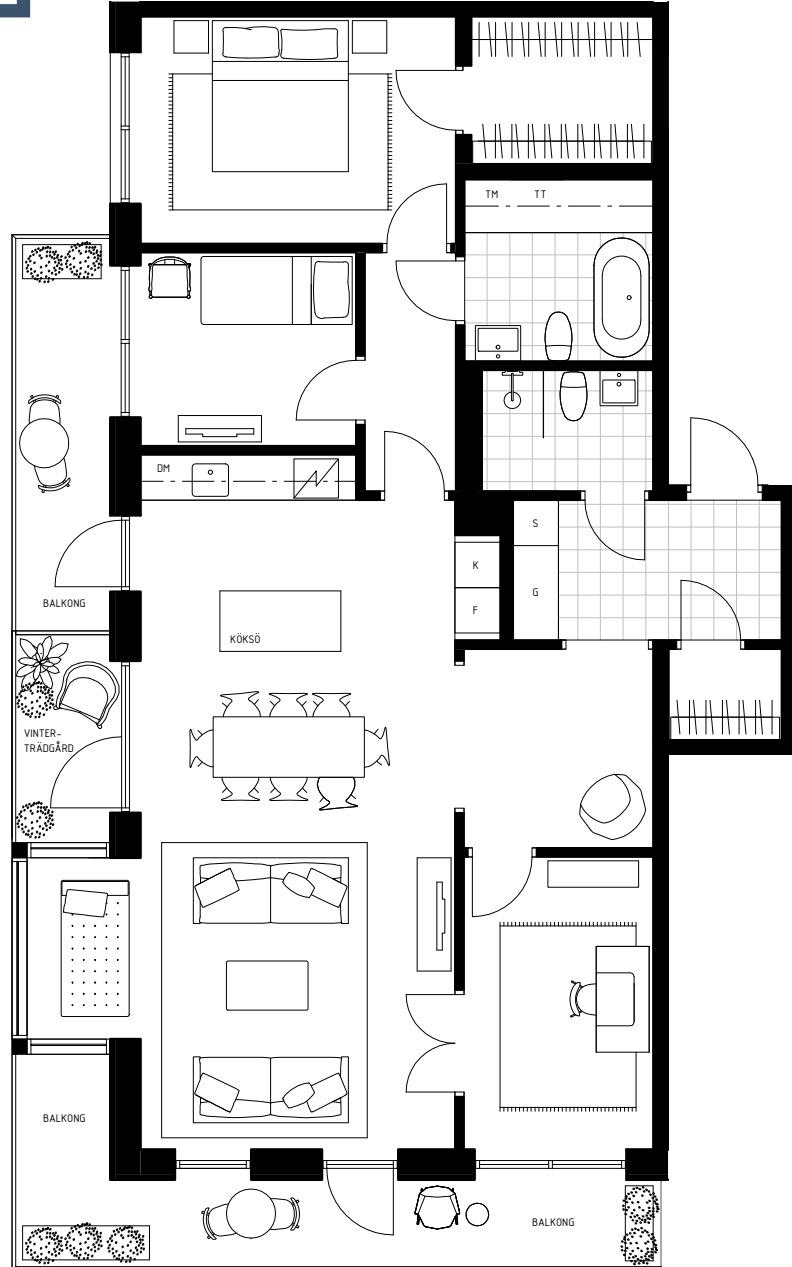 TM TT
DM
S
K
G
F
BALKONG
KÖKSÖ
VINTER-
TRÄDGÅRD
BALKONG
BALKONG